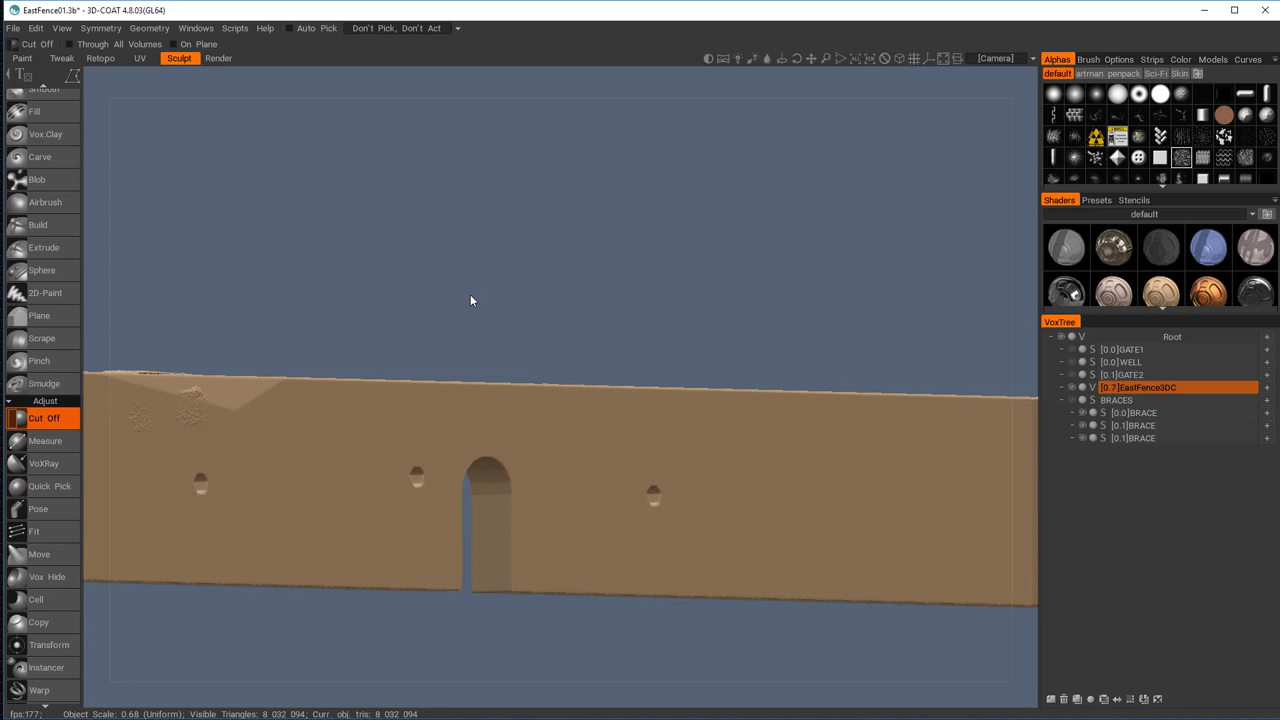 EastFence01.3b* - 3D-COAT 4.8.03(GL64)
File Edit View Symmetry Geometry Windows Scripts Help Auto Pick Don't Pick, Don't Act
Cut Off Through All Volumes On Plane
Paint Tweak Retopo UV Sculpt Render [Camera]
Alphas Brush Options Strips Color Models Curves
default artman penpack Sci-Fi Skin
Smooth
Fill
Vox.Clay
Carve
Blob
Airbrush
Build
Extrude
Sphere
2D-Paint
Plane
Scrape
Pinch
Smudge
Adjust
Cut Off
Measure
VoXRay
Quick Pick
Pose
Fit
Move
Vox Hide
Cell
Copy
Transform
Instancer
Warp
Shaders Presets Stencils
default
VoxTree
V Root
S [0.0]GATE1
S [0.0]WELL
S [0.1]GATE2
V [0.7]EastFence3DC
S BRACES
S [0.0]BRACE
S [0.1]BRACE
S [0.1]BRACE
fps:177; Object Scale: 0.68 (Uniform); Visible Triangles: 8 032 094; Curr. obj. tris: 8 032 094;